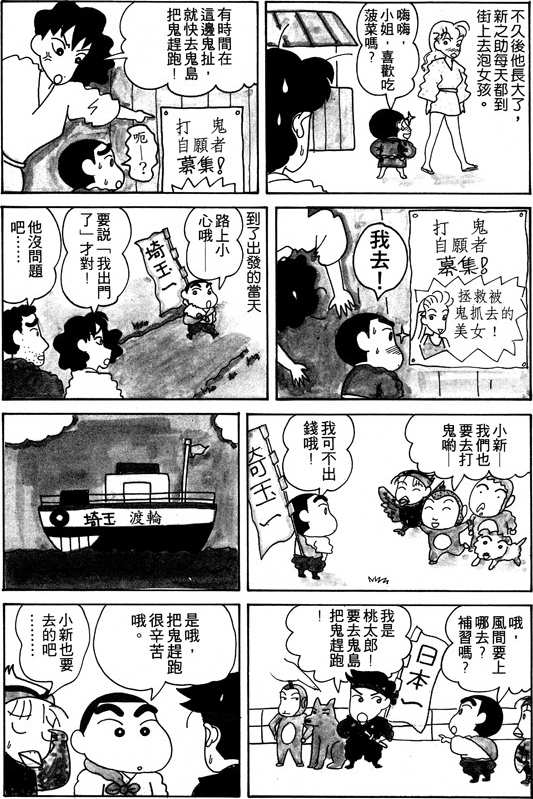 不久後他長大了，
新之助每天都到
街上去泡女孩。
嗨嗨，
小姐，喜歡吃
菠菜嗎？
有時間在
這邊鬼扯，
就快去鬼島
把鬼趕跑
打鬼
自願者
募集！
呃—？
打鬼
自願者
募集！
拯救被
鬼抓去的
美女！
我去！
到了出發的當天
路上小
心哦—
埼玉一
要說「我出門
了」才對！
他沒問題
吧……
小新—
我們也
要去打
鬼喲—
我可不出
錢哦！
埼玉一
埼玉 渡輪
哦，
風間要上
哪去？
補習嗎？
日本一
我是
桃太郎！
要去鬼島
把鬼趕跑
！
是哦，
把鬼趕跑
很辛苦
哦。
小新也要
去的吧
………